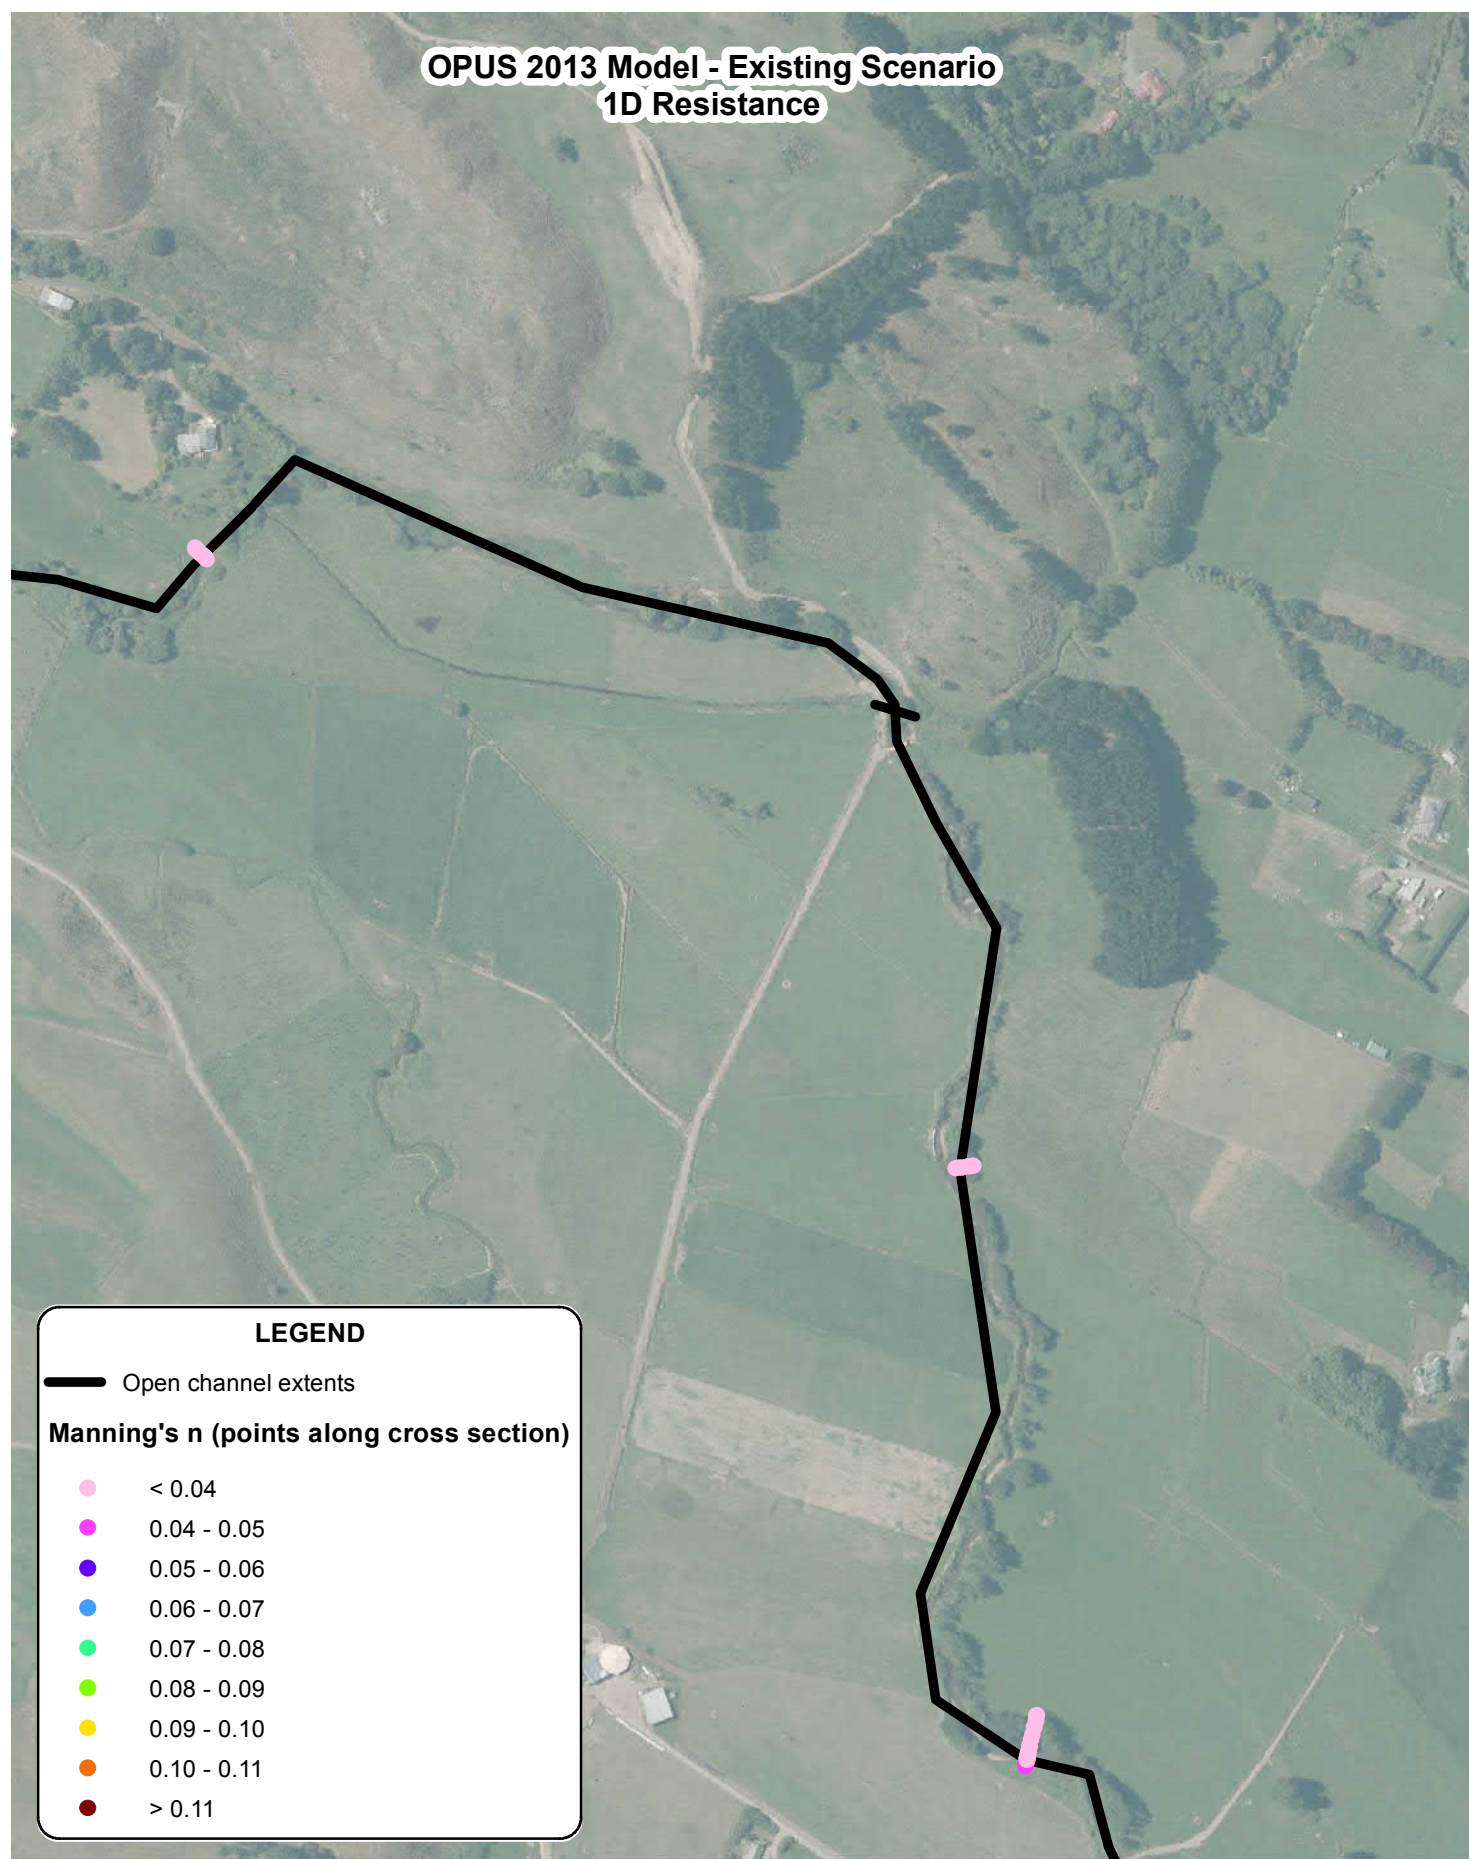 OPUS 2013 Model - Existing Scenario
1D Resistance
LEGEND
Open channel extents
Manning's n (points along cross section)
< 0.04
0.04 - 0.05
0.05 - 0.06
0.06 - 0.07
0.07 - 0.08
0.08 - 0.09
0.09 - 0.10
0.10 - 0.11
> 0.11